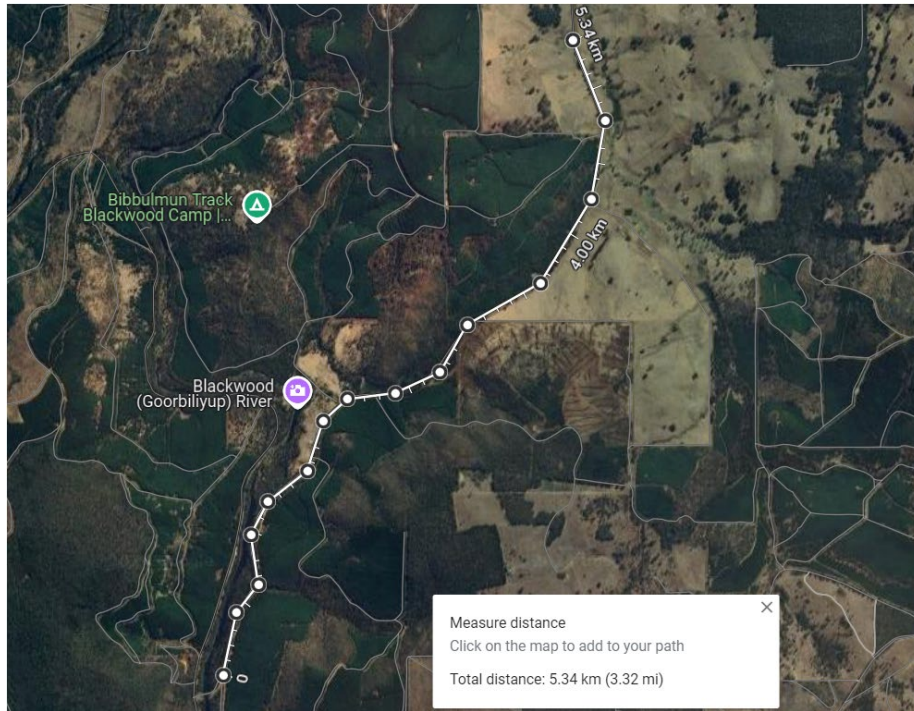 5.34 km
Bibbulmun Track
Blackwood Camp |...
4.00 km
Blackwood
(Goorbiliyup) River
0
Measure distance
Click on the map to add to your path
Total distance: 5.34 km (3.32 mi)